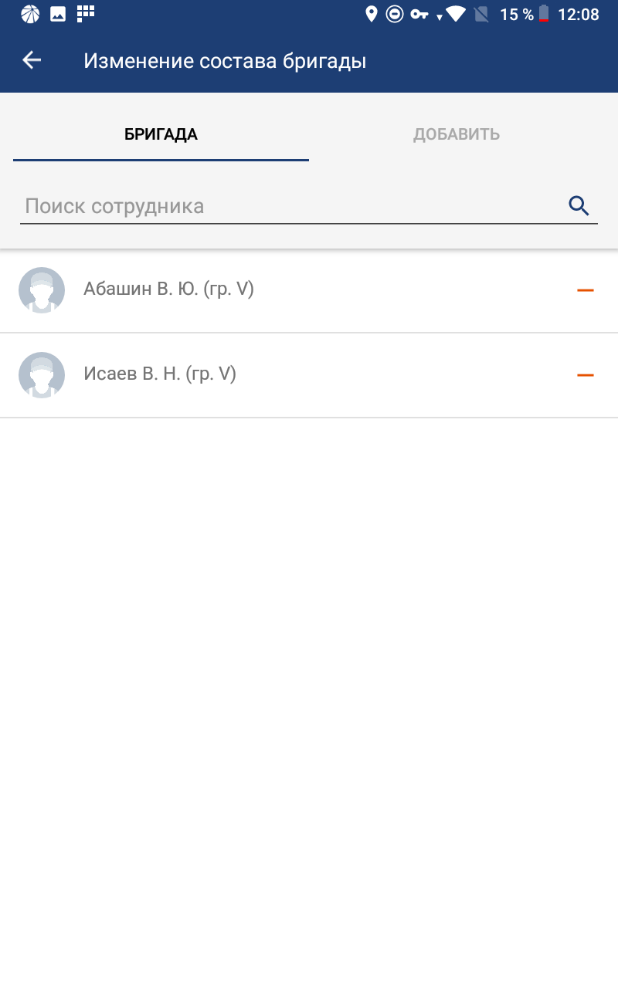 15 % 12:08
Изменение состава бригады
БРИГАДА ДОБАВИТЬ
Поиск сотрудника
Абашин В. Ю. (гр. V)
Исаев В. Н. (гр. V)